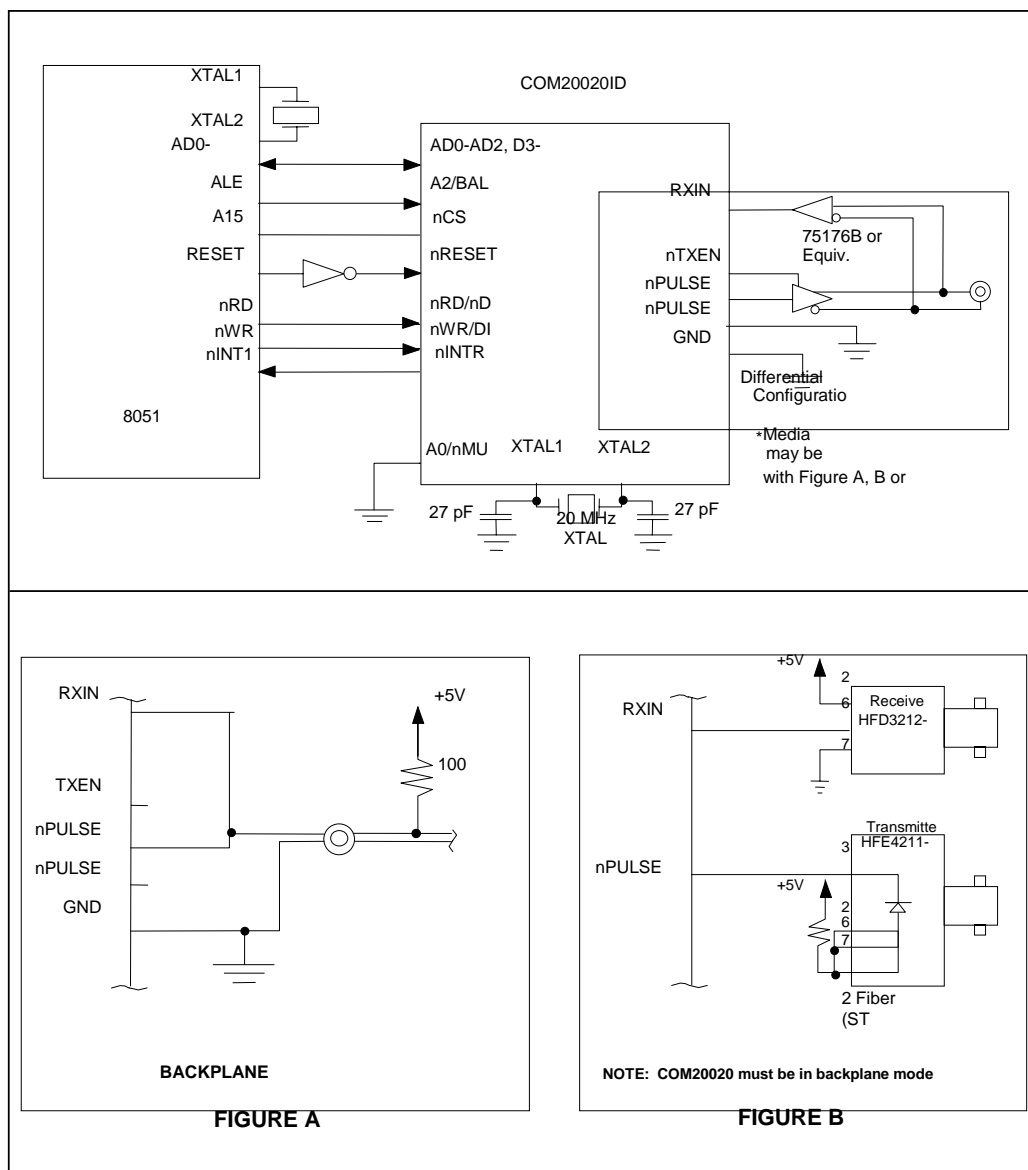 XTAL1
XTAL2
AD0-
ALE
A15
RESET
nRD
nWR
nINT1
8051
COM20020ID
AD0-AD2, D3-
A2/BAL
nCS
nRESET
nRD/nD
nWR/DI
nINTR
A0/nMU
XTAL1
XTAL2
RXIN
nTXEN
nPULSE
nPULSE
GND
75176B or
Equiv.
Differential
Configuratio
*Media
may be
with Figure A, B or
27 pF
20 MHz
XTAL
27 pF
RXIN
TXEN
nPULSE
nPULSE
GND
+5V
100
BACKPLANE
FIGURE A
RXIN
nPULSE
+5V
2
6
7
Receive
HFD3212-
Transmitte
HFE4211-
3
+5V
2
6
7
2 Fiber
(ST
NOTE: COM20020 must be in backplane mode
FIGURE B